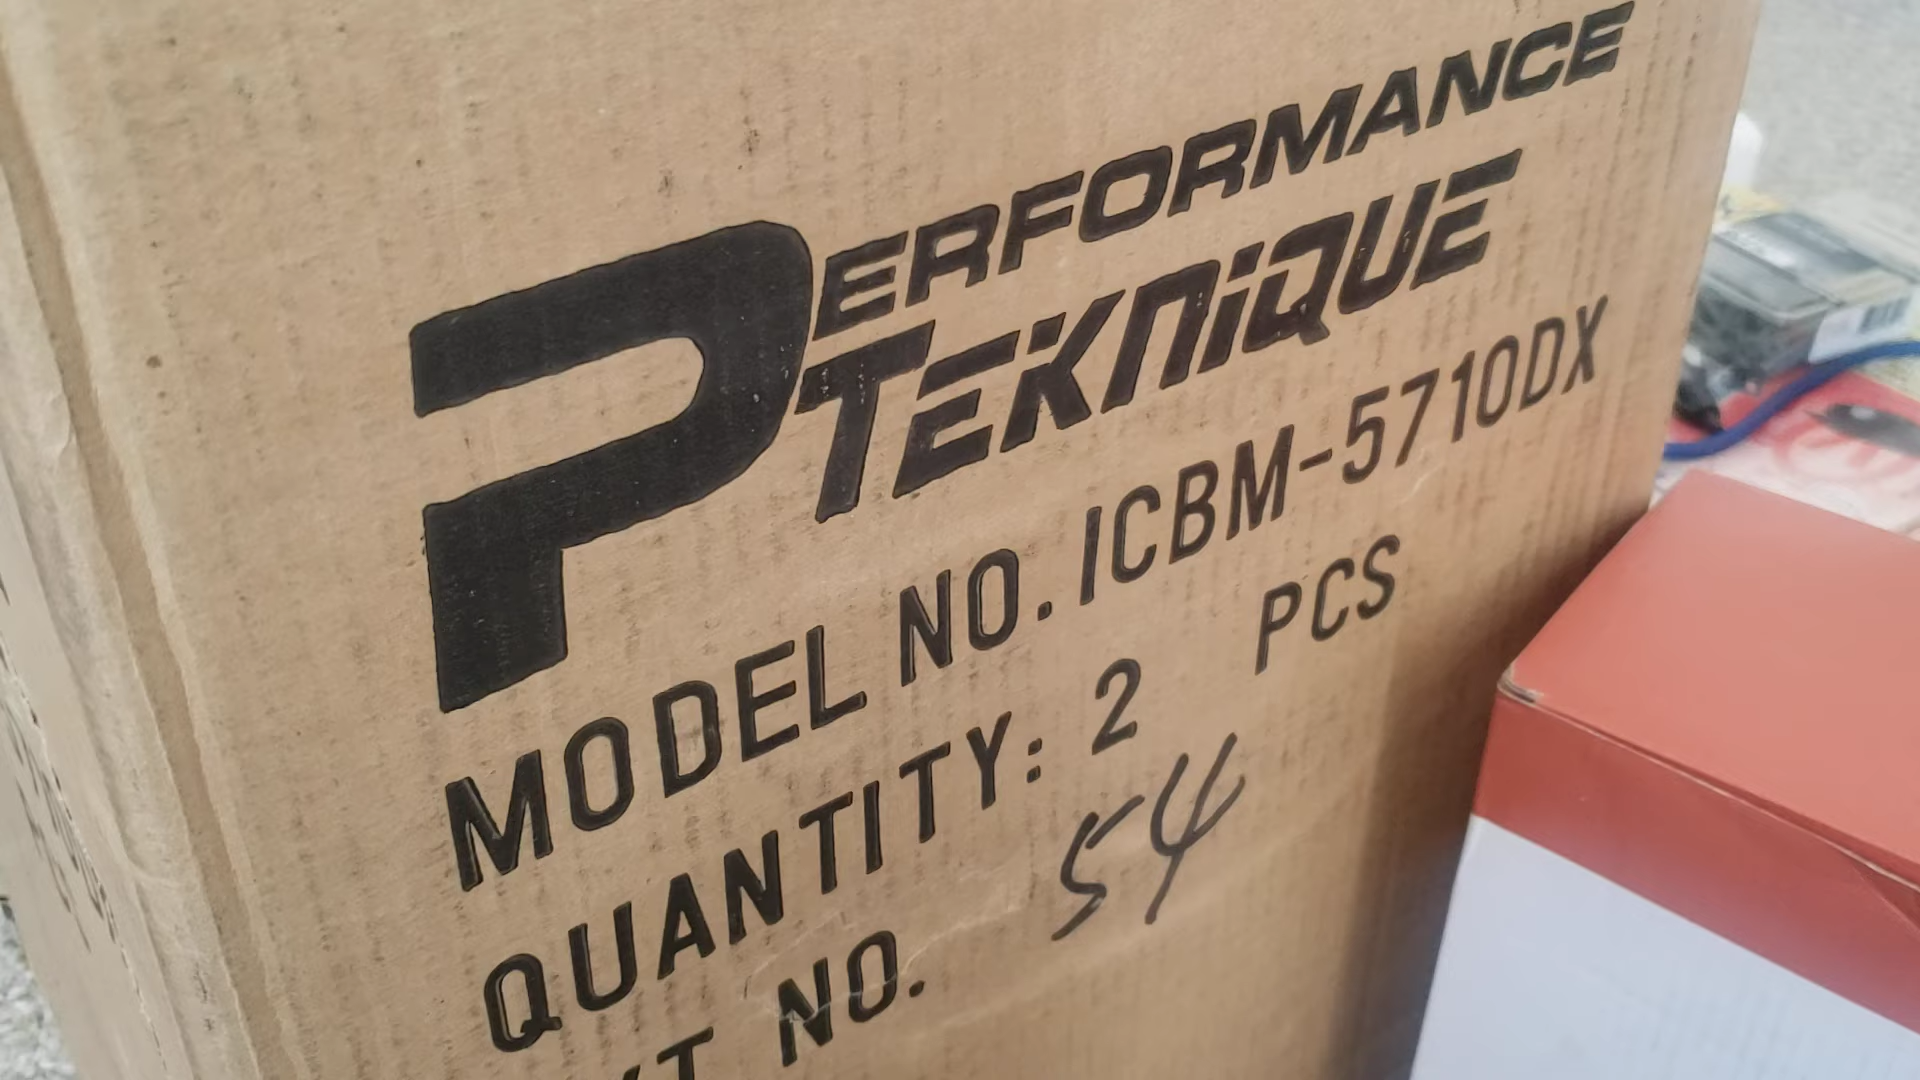 PERFORMANCE
TEKNIQUE
MODEL NO. ICBM-5710DX
QUANTITY: 2 PCS
NO. 54